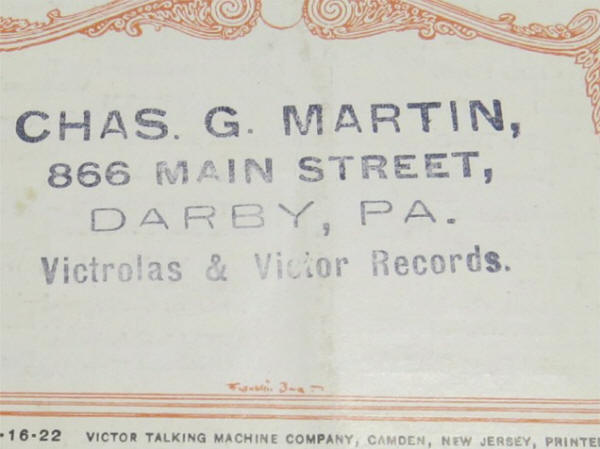 CHAS. G. MARTIN,
866 MAIN STREET,
DARBY, PA.
Victrolas & Victor Records.
-16-22 VICTOR TALKING MACHINE COMPANY, CAMDEN, NEW JERSEY, PRINTE